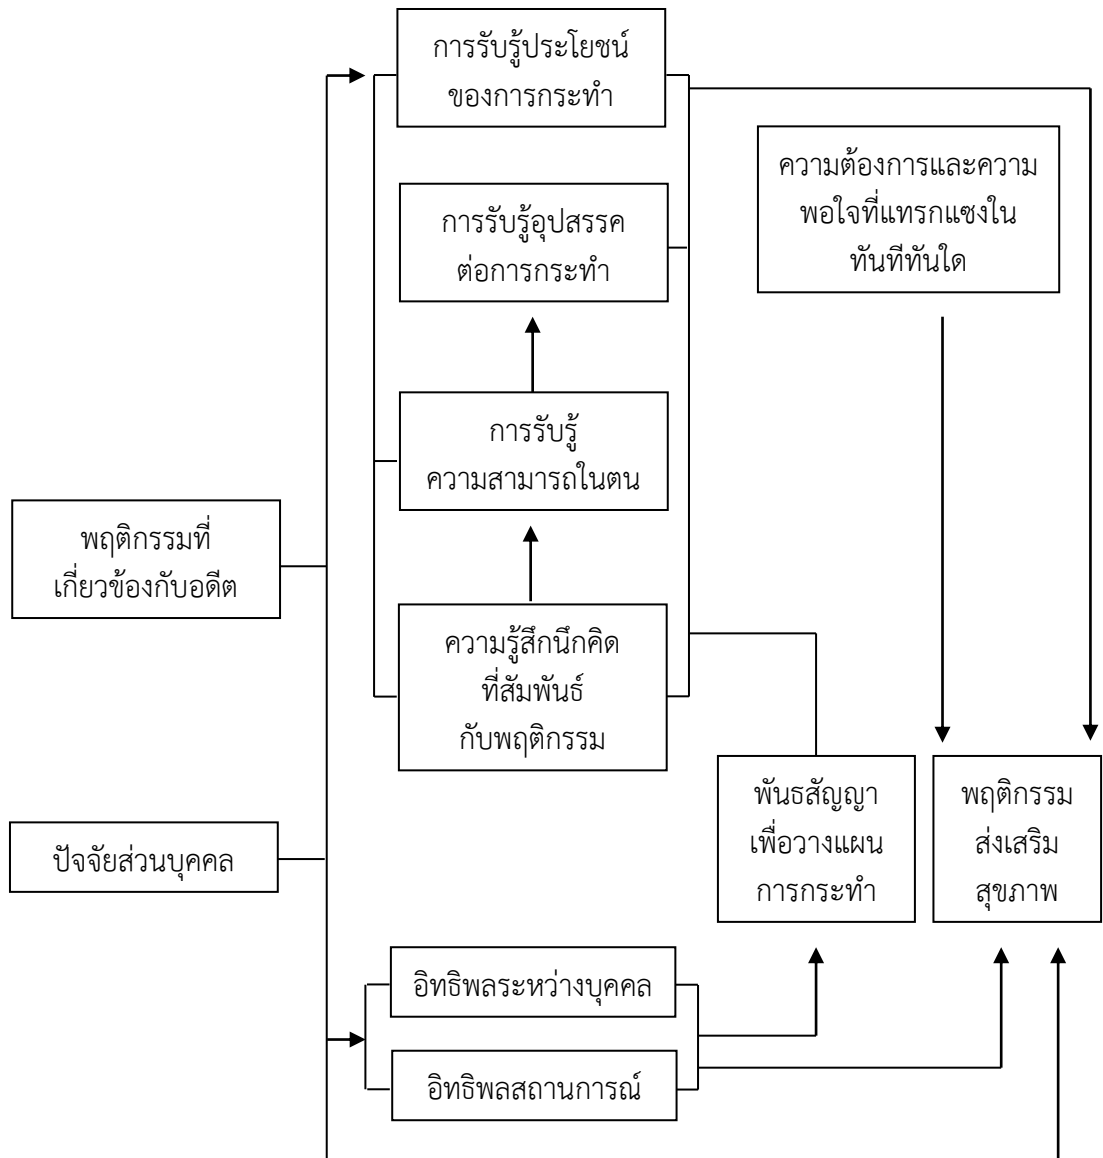 การรับรู้ประโยชน์
ของการกระทำ
ความต้องการและความ
พอใจที่แทรกแซงใน
ทันทีทันใด
การรับรู้อุปสรรค
ต่อการกระทำ
การรับรู้
ความสามารถในตน
พฤติกรรมที่
เกี่ยวข้องกับอดีต
ความรู้สึกนึกคิด
ที่สัมพันธ์
กับพฤติกรรม
พันธสัญญา
เพื่อวางแผน
การกระทำ
พฤติกรรม
ส่งเสริม
สุขภาพ
ปัจจัยส่วนบุคคล
อิทธิพลระหว่างบุคคล
อิทธิพลสถานการณ์